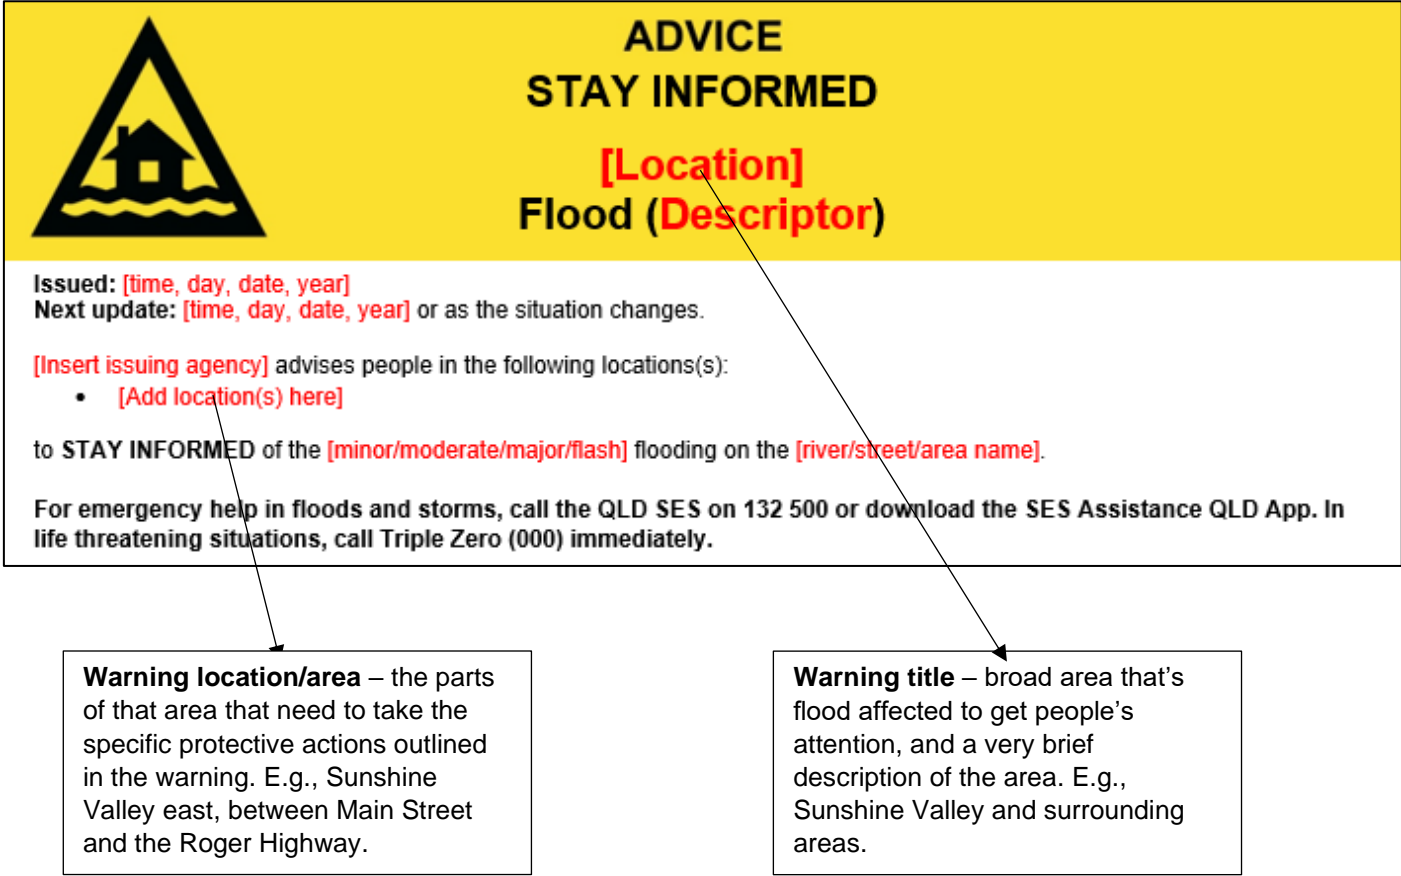 ADVICE
STAY INFORMED
[Location]
Flood (Descriptor)
Issued: [time, day, date, year]
Next update: [time, day, date, year] or as the situation changes.
[Insert issuing agency] advises people in the following locations(s):
• [Add location(s) here]
to STAY INFORMED of the [minor/moderate/major/flash] flooding on the [river/street/area name].
For emergency help in floods and storms, call the QLD SES on 132 500 or download the SES Assistance QLD App. In
life threatening situations, call Triple Zero (000) immediately.
Warning location/area – the parts
of that area that need to take the
specific protective actions outlined
in the warning. E.g., Sunshine
Valley east, between Main Street
and the Roger Highway.
Warning title – broad area that’s
flood affected to get people’s
attention, and a very brief
description of the area. E.g.,
Sunshine Valley and surrounding
areas.